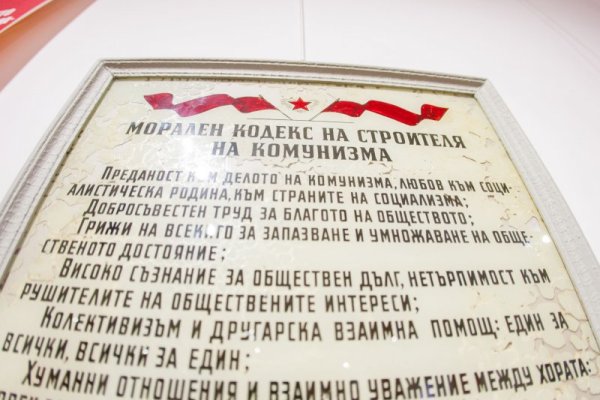 МОРАЛЕН КОДЕКС НА СТРОИТЕЛЯ
НА КОМУНИЗМА
ПРЕДАНОСТ КЪМ ДЕЛОТО НА КОМУНИЗМА, ЛЮБОВ КЪМ СОЦИ-
АЛИСТИЧЕСКА РОДИНА, КЪМ СТРАНИТЕ НА СОЦИАЛИЗМА;
ДОБРОСЪВЕСТЕН ТРУД ЗА БЛАГОТО НА ОБЩЕСТВОТО;
ГРИЖИ НА ВСЕКИГО ЗА ЗАПАЗВАНЕ И УМНОЖАВАНЕ НА ОБЩЕ-
СТВЕНОТО ДОСТОЯНИЕ;
ВИСОКО СЪЗНАНИЕ ЗА ОБЩЕСТВЕН ДЪЛГ, НЕТЪРПИМОСТ КЪМ
РУШИТЕЛИТЕ НА ОБЩЕСТВЕНИТЕ ИНТЕРЕСИ;
КОЛЕКТИВИЗЪМ И ДРУГАРСКА ВЗАИМНА ПОМОЩ: ЕДИН ЗА
ВСИЧКИ, ВСИЧКИ ЗА ЕДИН;
ХУМАННИ ОТНОШЕНИЯ И ВЗАИМНО УВАЖЕНИЕ МЕЖДУ ХОРАТА: